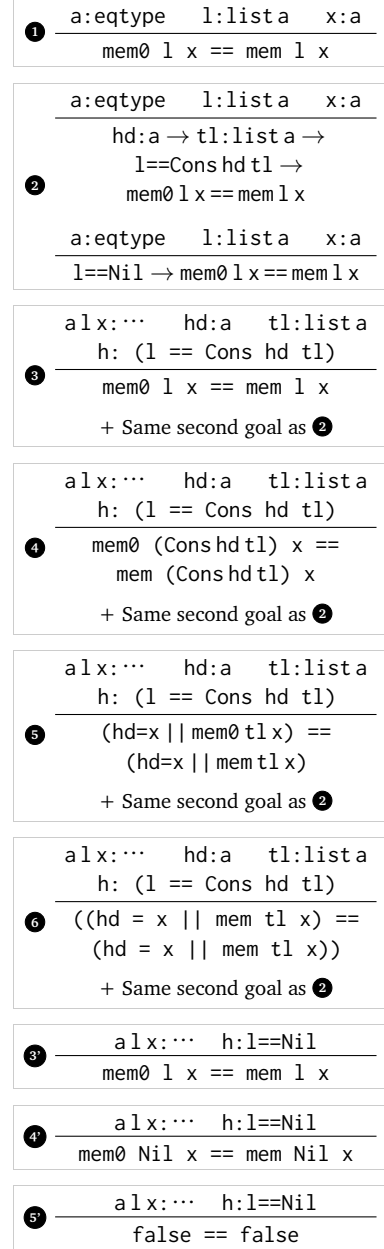 a:eqtype l:list a x:a
❶
mem0 l x == mem l x
a:eqtype l:list a x:a
hd:a → tl:list a →
l==Cons hd tl →
❷
mem0 l x == mem l x
a:eqtype l:list a x:a
l==Nil → mem0 l x == mem l x
a l x: ⋯ hd:a tl:list a
h: (l == Cons hd tl)
❸
mem0 l x == mem l x
+ Same second goal as ❷
a l x: ⋯ hd:a tl:list a
h: (l == Cons hd tl)
❹
mem0 (Cons hd tl) x ==
mem (Cons hd tl) x
+ Same second goal as ❷
a l x: ⋯ hd:a tl:list a
h: (l == Cons hd tl)
❺
(hd=x || mem0 tl x) ==
(hd=x || mem tl x)
+ Same second goal as ❷
a l x: ⋯ hd:a tl:list a
h: (l == Cons hd tl)
❻
((hd = x || mem tl x) ==
(hd = x || mem tl x))
+ Same second goal as ❷
a l x: ⋯ h:l==Nil
3’
mem0 l x == mem l x
a l x: ⋯ h:l==Nil
4’
mem0 Nil x == mem Nil x
a l x: ⋯ h:l==Nil
5’
false == false